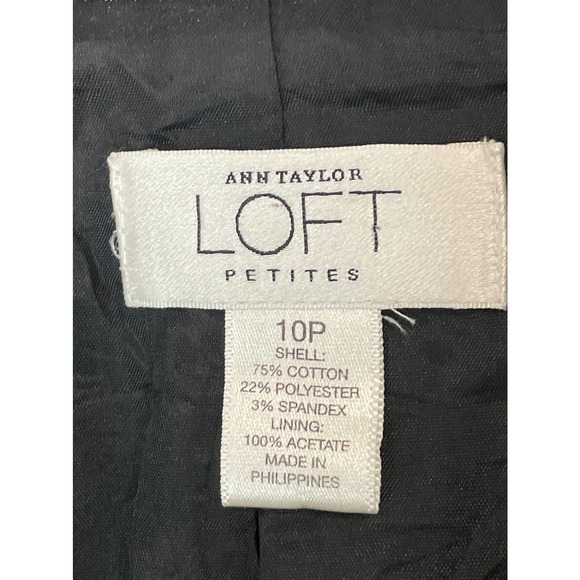 ANN TAYLOR
LOFT
PETITES
10P
SHELL:
75% COTTON
22% POLYESTER
3% SPANDEX
LINING:
100% ACETATE
MADE IN
PHILIPPINES